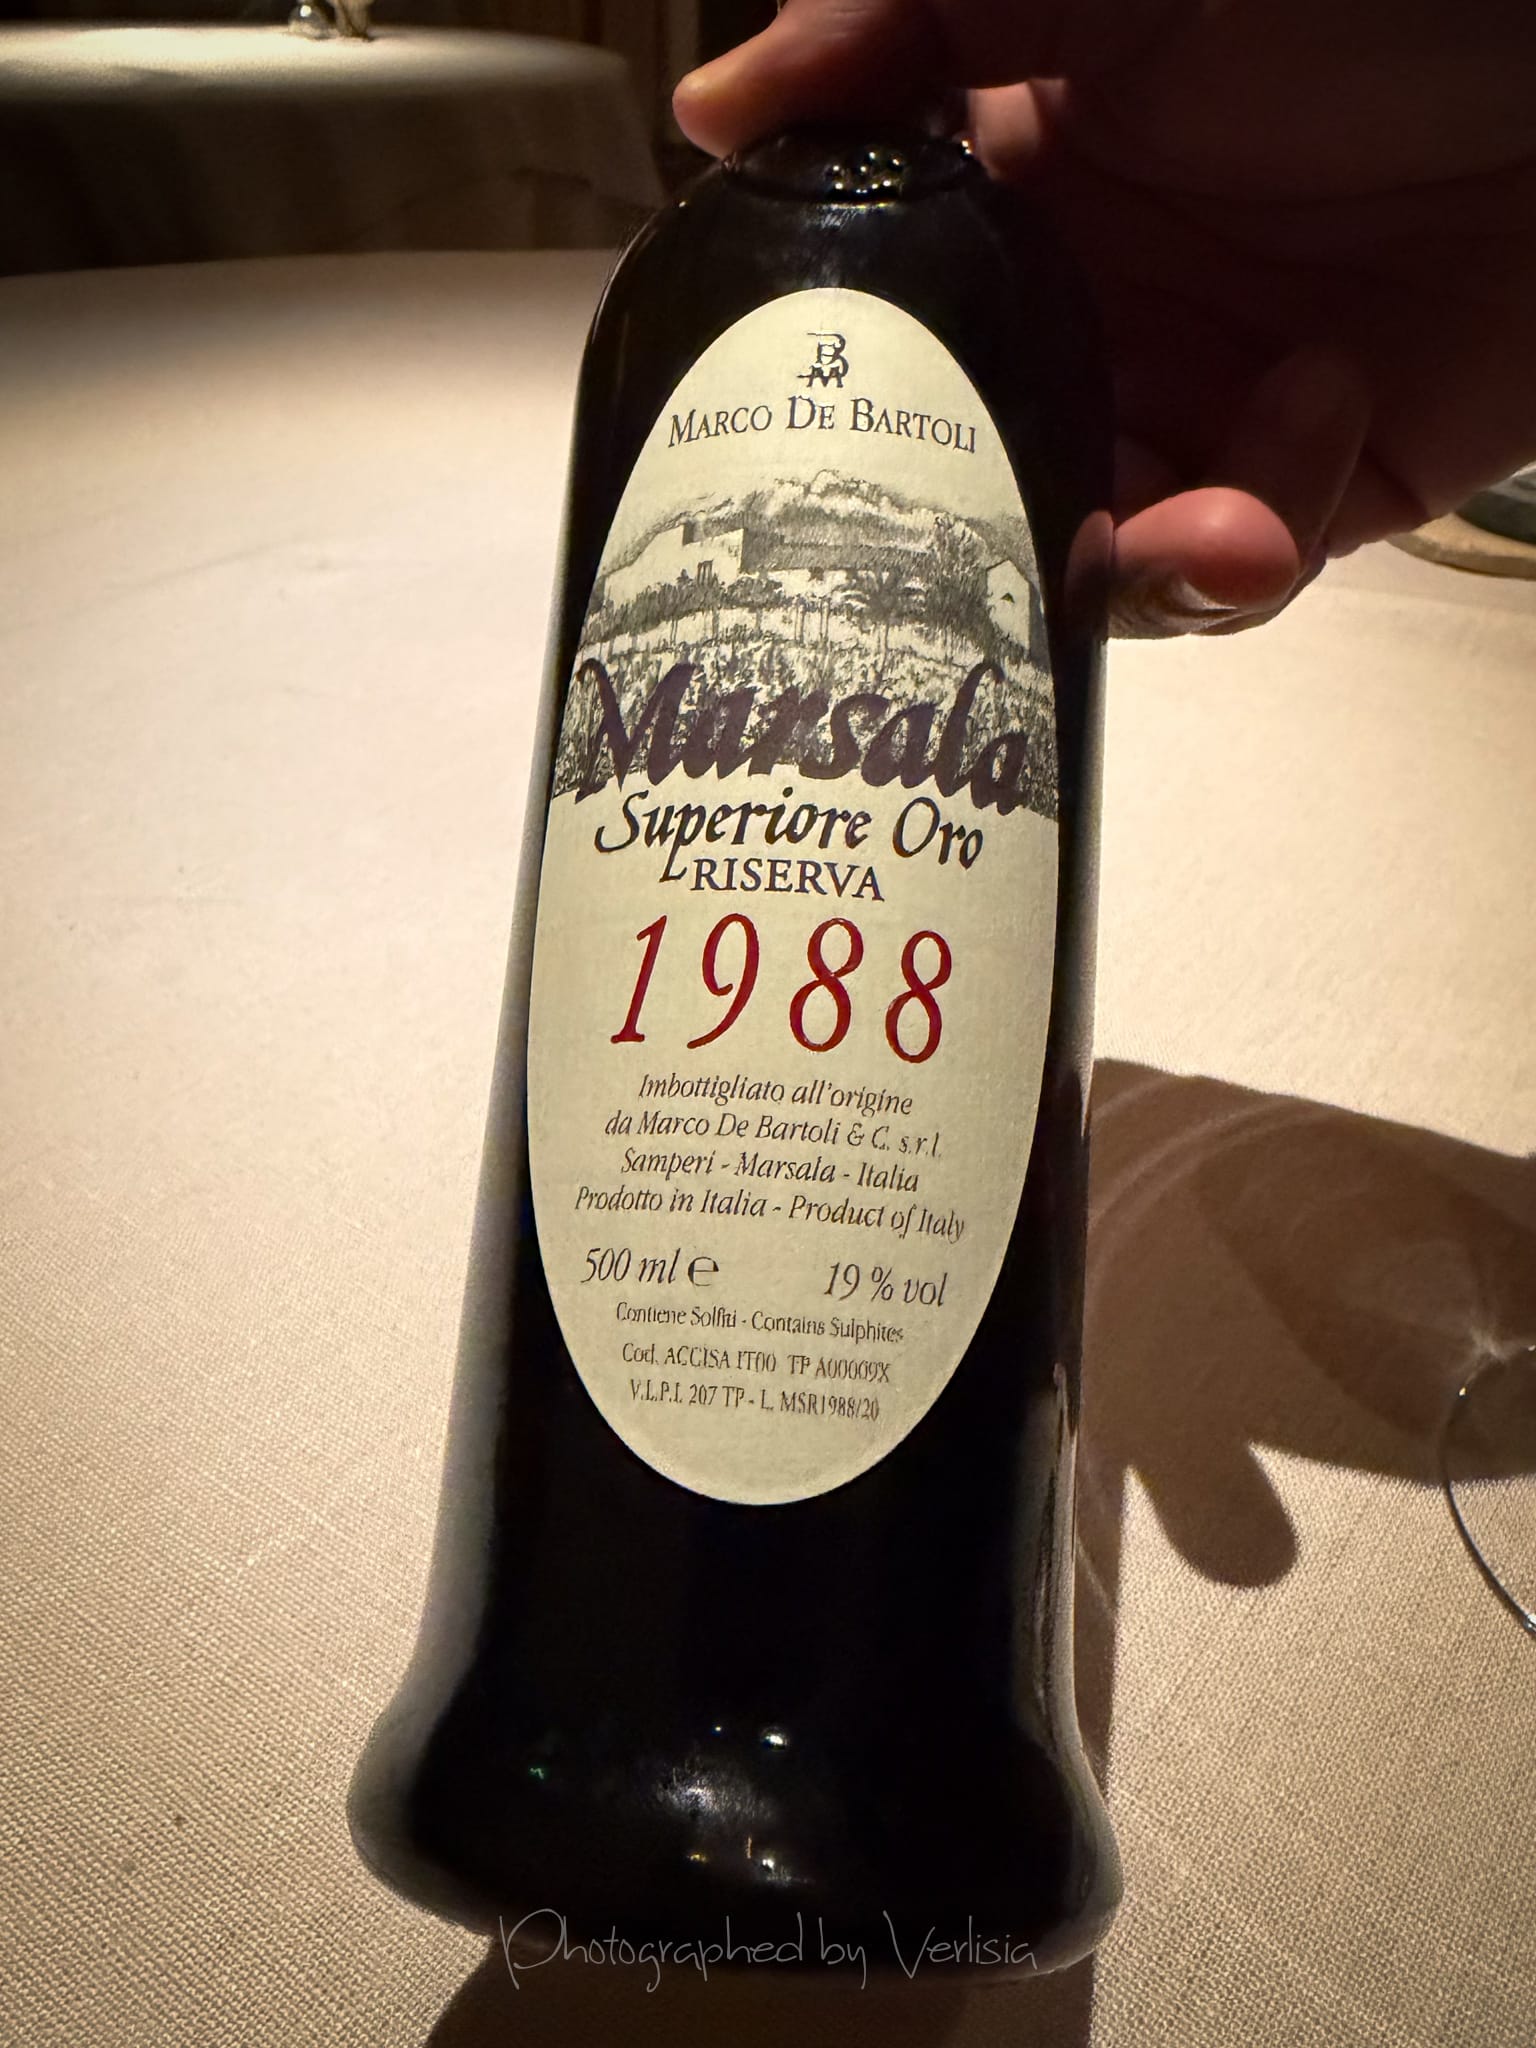 MARCO DE BARTOLI
Marsala
Superiore Oro
RISERVA
1988
Imbottigliato all'origine
da Marco De Bartoli & C. s.r.l.
Samperi - Marsala - Italia
Prodotto in Italia - Product of Italy
500 ml e 19 % vol
Contiene Solfiti - Contains Sulphites
Cod. ACCISA IT00 TP A00009X
V.I.P.I. 207 TP - L. MSR1988/20
Photographed by Verlisia